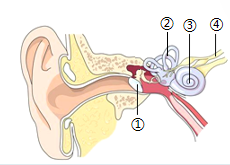 ② ③ ④
①